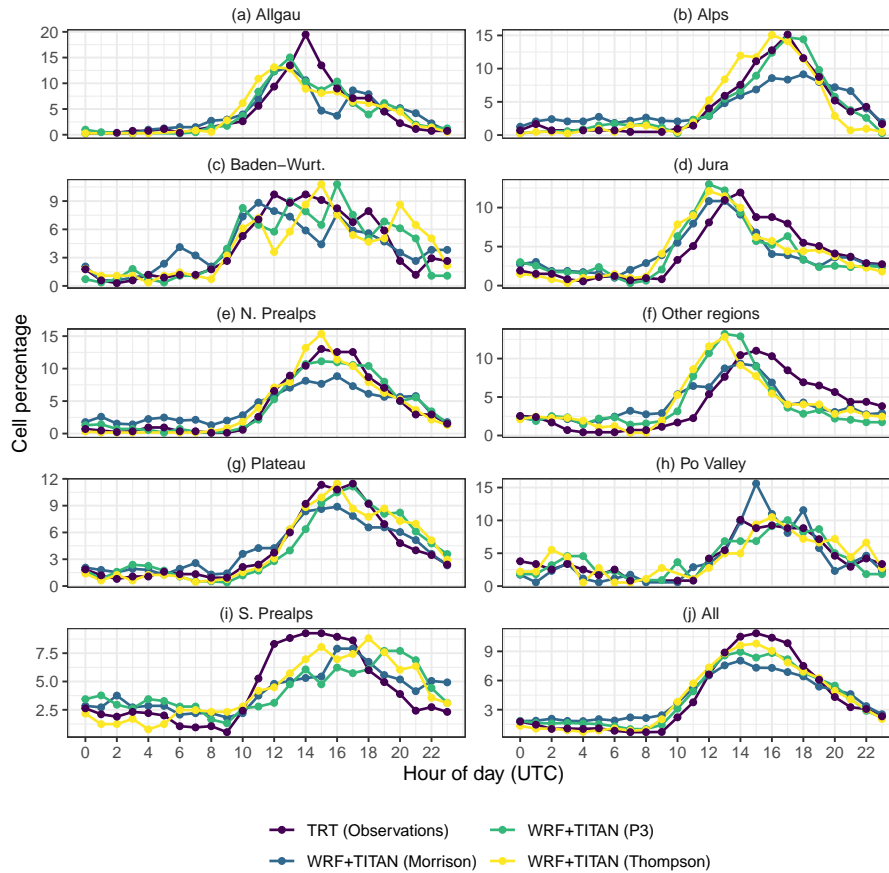 (a) Allgau
(b) Alps
20
15
10
5
0
15
10
5
0
(c) Baden−Wurt.
(d) Jura
9
6
3
0
10
5
0
(e) N. Prealps
(f) Other regions
15
10
5
0
10
5
0
(g) Plateau
(h) Po Valley
12
9
6
3
0
15
10
5
0
(i) S. Prealps
(j) All
7.5
5.0
2.5
9
6
3
0 2 4 6 8 10 12 14 16 18 20 22
0 2 4 6 8 10 12 14 16 18 20 22
Cell percentage
Hour of day (UTC)
TRT (Observations)
WRF+TITAN (P3)
WRF+TITAN (Morrison)
WRF+TITAN (Thompson)